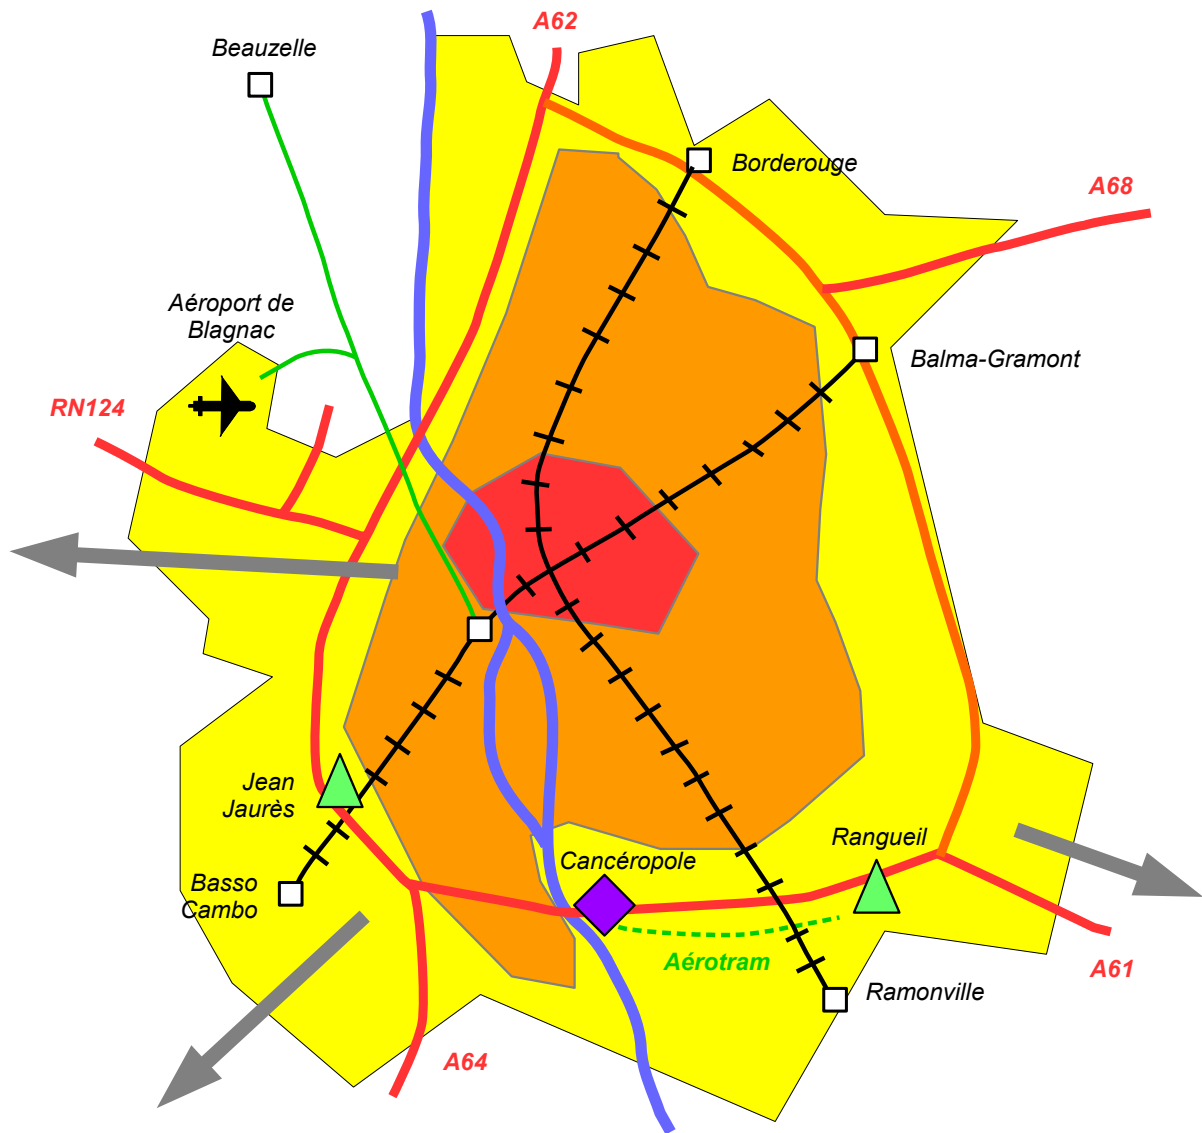 A62
Beauzelle
Borderouge
A68
Aéroport de
Blagnac
Balma-Gramont
RN124
Jean
Jaurès
Rangueil
Cancéropole
Basso
Cambo
Aérotram
A61
Ramonville
A64